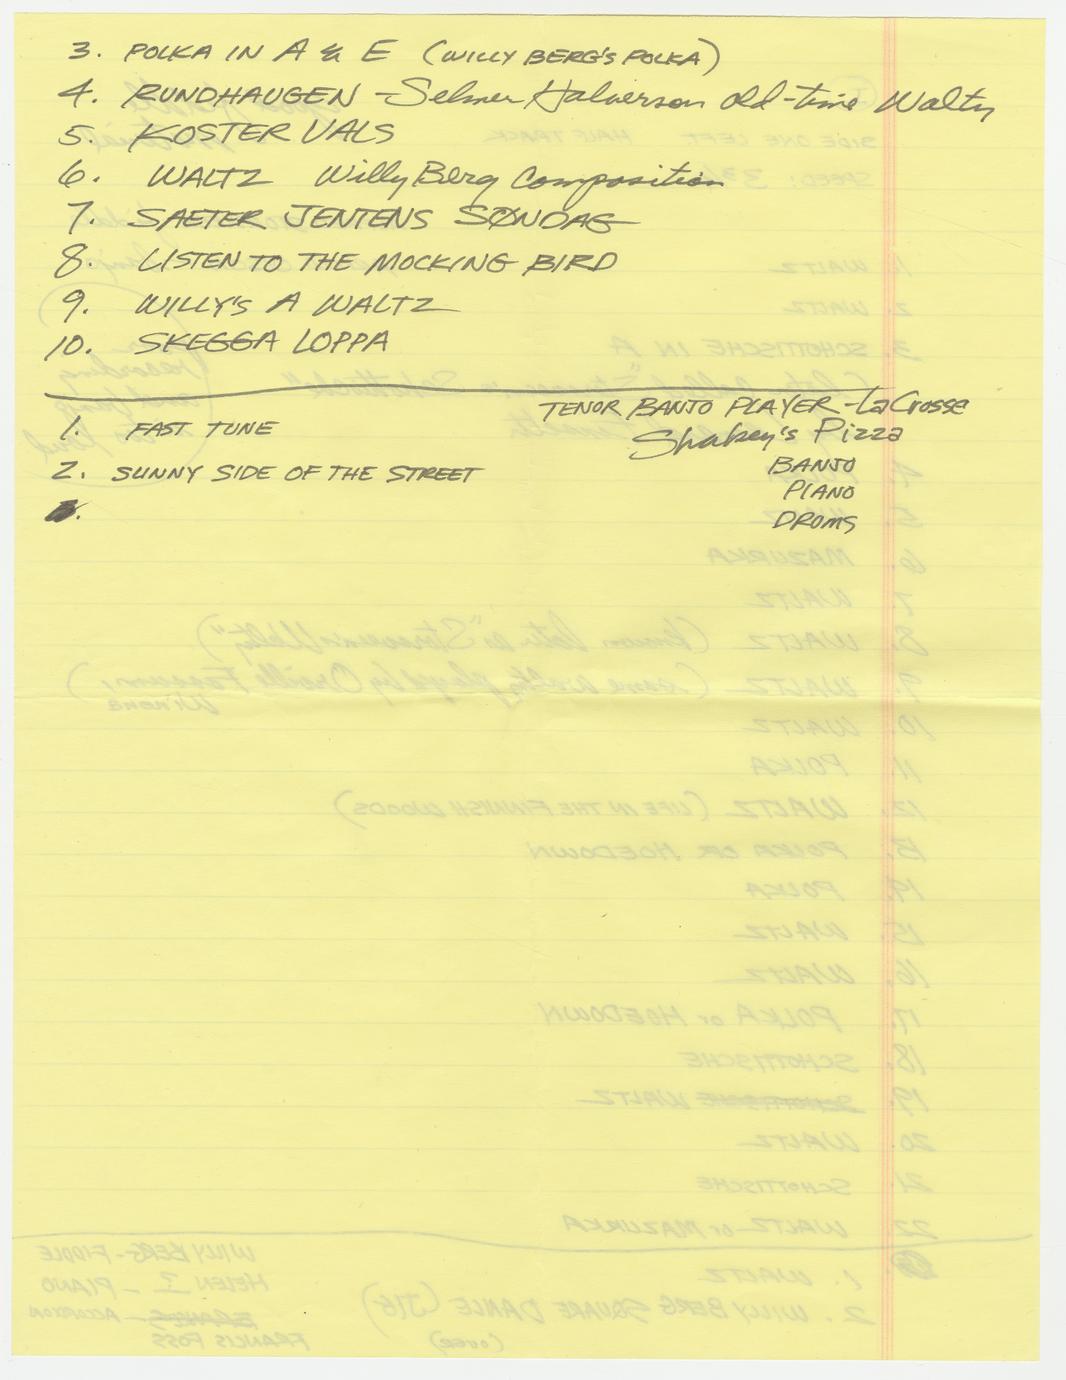 3. POLKA IN A & E (WILLY BERG'S POLKA)
4. RUNDHAUGEN - Selmer Halverson old-time Waltz
5. KOSTER VALS
6. WALTZ Willy Berg Composition
7. SAETER JENTENS SØNDAG
8. LISTEN TO THE MOCKING BIRD
9. WILLY'S A WALTZ
10. SKEGGA LOPPA
TENOR BANJO PLAYER - LaCrosse
1. FAST TUNE
Shakey's Pizza
BANJO
2. SUNNY SIDE OF THE STREET
PIANO
DROMS